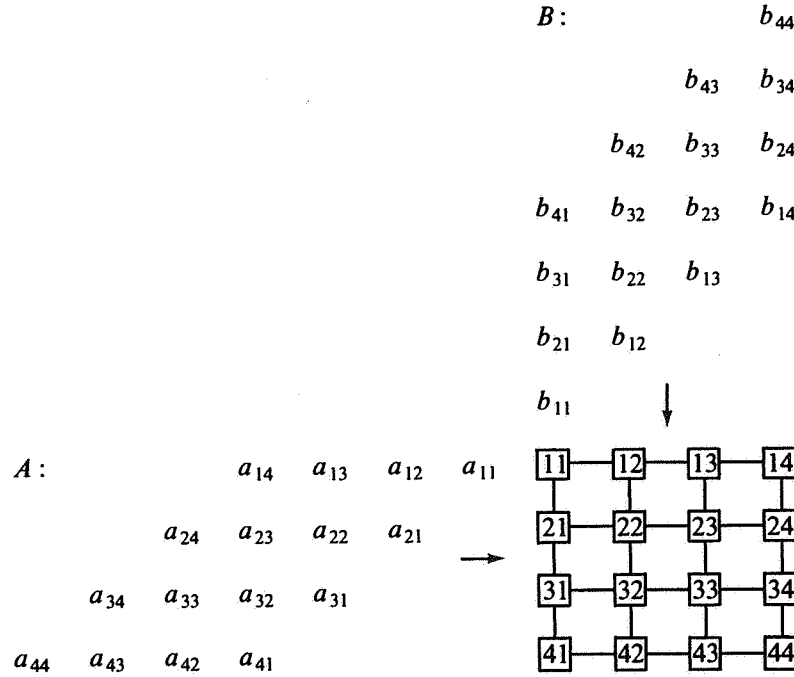 B: b₄₄
b₄₃ b₃₄
b₄₂ b₃₃ b₂₄
b₄₁ b₃₂ b₂₃ b₁₄
b₃₁ b₂₂ b₁₃
b₂₁ b₁₂
b₁₁
A: a₁₄ a₁₃ a₁₂ a₁₁ 11 12 13 14
a₂₄ a₂₃ a₂₂ a₂₁ 21 22 23 24
a₃₄ a₃₃ a₃₂ a₃₁ 31 32 33 34
a₄₄ a₄₃ a₄₂ a₄₁ 41 42 43 44